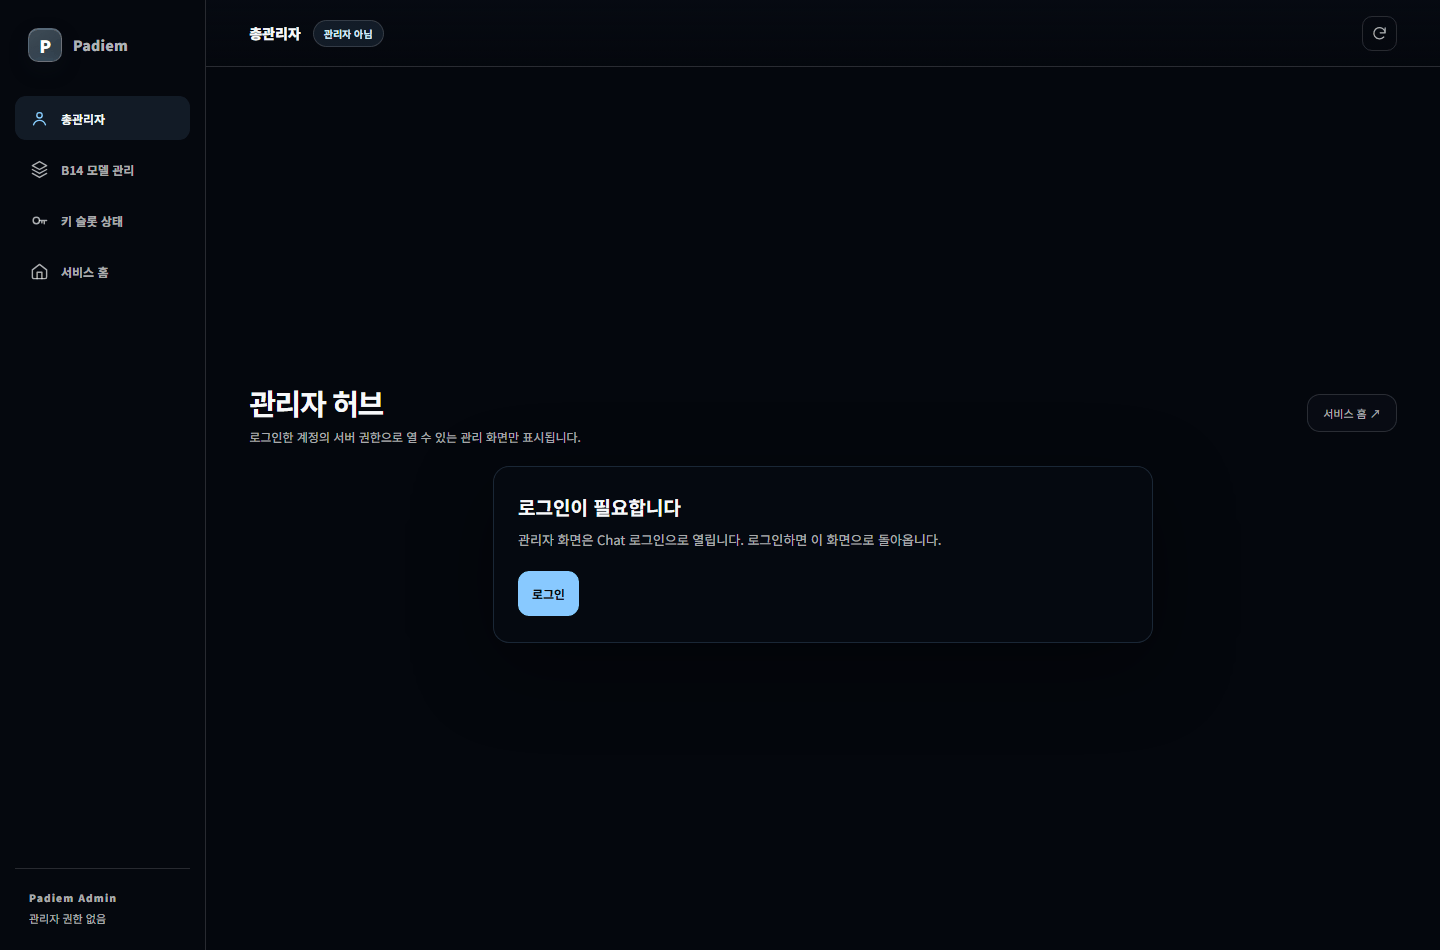 P
Padiem
총관리자
B14 모델 관리
키 슬롯 상태
서비스 홈
Padiem Admin
관리자 권한 없음
총관리자
관리자 아님
관리자 허브
로그인한 계정의 서버 권한으로 열 수 있는 관리 화면만 표시됩니다.
서비스 홈 ↗
로그인이 필요합니다
관리자 화면은 Chat 로그인으로 열립니다. 로그인하면 이 화면으로 돌아옵니다.
로그인